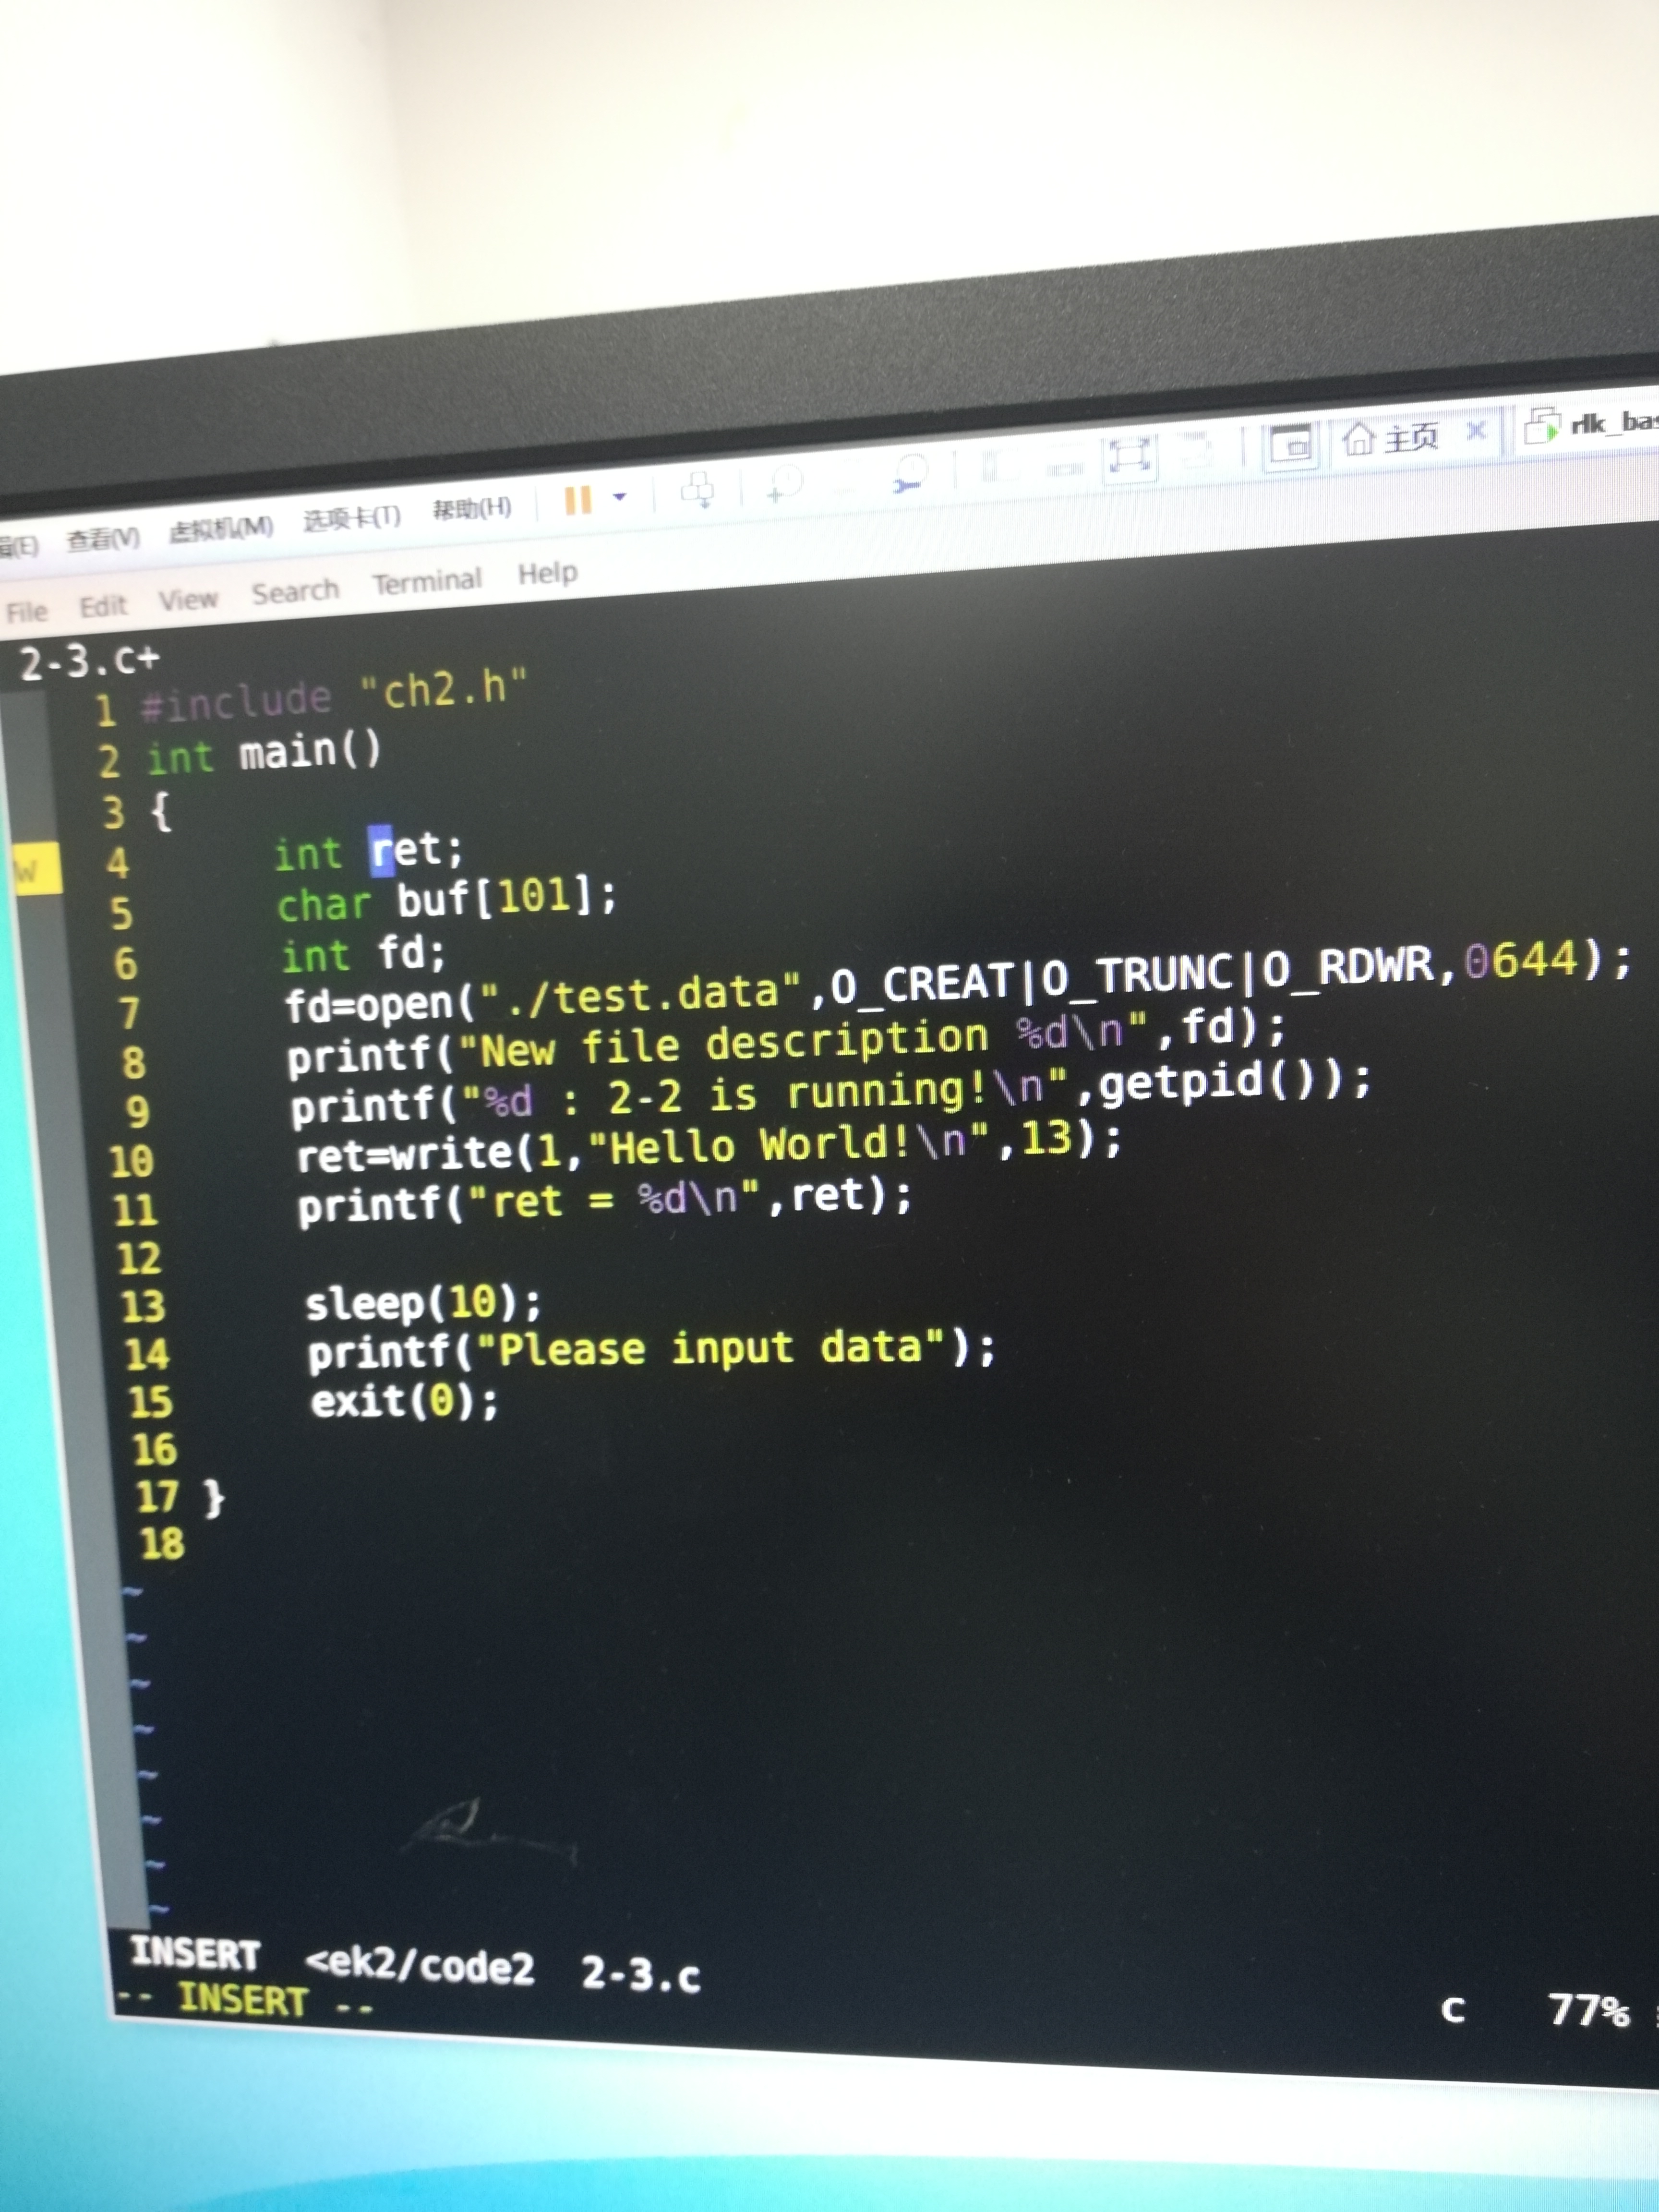 查看(V) 虚拟机(M) 选项卡(T) 帮助(H) 主页
File Edit View Search Terminal Help
2-3.c+
1 #include "ch2.h"
2 int main()
3 {
W 4 int ret;
5 char buf[101];
6 int fd;
7 fd=open("./test.data",O_CREAT|O_TRUNC|O_RDWR,0644);
8 printf("New file description %d\n",fd);
9 printf("%d : 2-2 is running!\n",getpid());
10 ret=write(1,"Hello World!\n",13);
11 printf("ret = %d\n",ret);
12
13 sleep(10);
14 printf("Please input data");
15 exit(0);
16
17 }
18
~
~
~
~
~
~
~
~
INSERT <ek2/code2 2-3.c c 77%
-- INSERT --